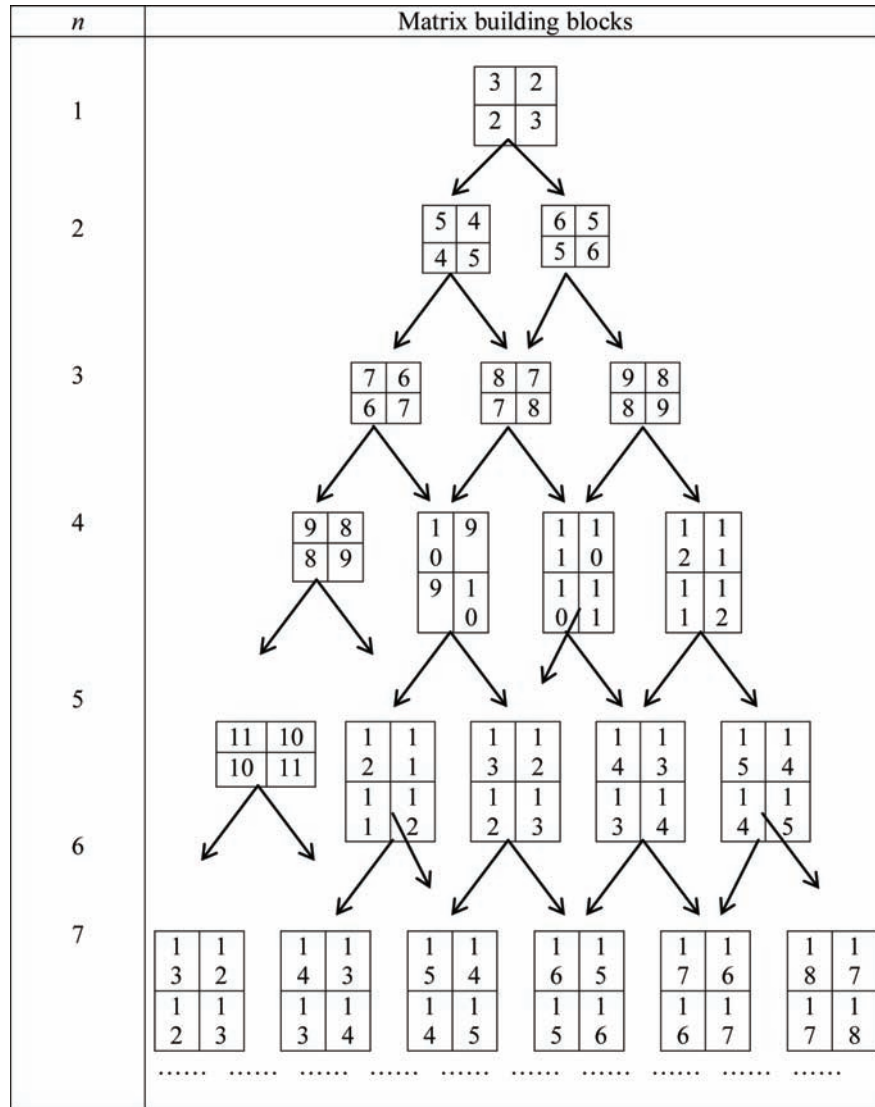 n Matrix building blocks
1
3 2
2 3
2
5 4 6 5
4 5 5 6
3
7 6 8 7 9 8
6 7 7 8 8 9
4
9 8 1 9 1 1 1 1
8 9 0 1 0 2 1
9 1 1 1 1 1
0 0 1 1 2
5
11 10 1 1 1 1 1 1 1 1
10 11 2 1 3 2 4 3 5 4
1 1 1 1 1 1 1 1
1 2 2 3 3 4 4 5
6
7
1 1 1 1 1 1 1 1 1 1 1 1
3 2 4 3 5 4 6 5 7 6 8 7
1 1 1 1 1 1 1 1 1 1 1 1
2 3 3 4 4 5 5 6 6 7 7 8
...... ...... ...... ...... ...... ...... ...... ...... ...... ......